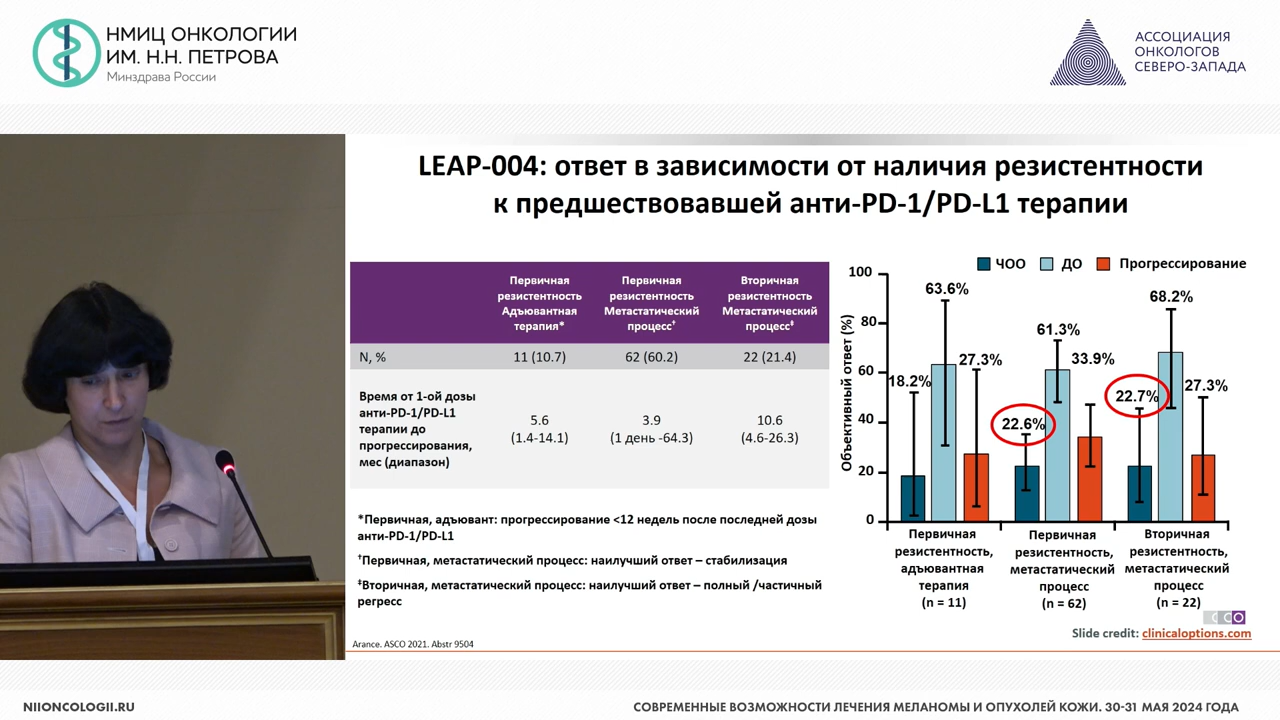 НМИЦ ОНКОЛОГИИ
ИМ. Н.Н. ПЕТРОВА
Минздрава России
АССОЦИАЦИЯ
ОНКОЛОГОВ
СЕВЕРО-ЗАПАДА
LEAP-004: ответ в зависимости от наличия резистентности
к предшествовавшей анти-PD-1/PD-L1 терапии
Первичная
резистентность
Адъювантная
терапия*
Первичная
резистентность
Метастатический
процесс†
Вторичная
резистентность
Метастатический
процесс‡
N, %
11 (10.7)
62 (60.2)
22 (21.4)
Время от 1-ой дозы
анти-PD-1/PD-L1
терапии до
прогрессирования,
мес (диапазон)
5.6
(1.4-14.1)
3.9
(1 день -64.3)
10.6
(4.6-26.3)
*Первичная, адъювант: прогрессирование <12 недель после последней дозы
анти-PD-1/PD-L1
†Первичная, метастатический процесс: наилучший ответ – стабилизация
‡Вторичная, метастатический процесс: наилучший ответ – полный /частичный
регресс
Arance. ASCO 2021. Abstr 9504
ЧОО
ДО
Прогрессирование
Объективный ответ (%)
100
80
60
40
20
0
18.2%
63.6%
27.3%
22.6%
61.3%
33.9%
22.7%
68.2%
27.3%
Первичная
резистентность,
адъювантная
терапия
(n = 11)
Первичная
резистентность,
метастатический
процесс
(n = 62)
Вторичная
резистентность,
метастатический
процесс
(n = 22)
CCO
Slide credit: clinicaloptions.com
NIIONCOLOGII.RU
СОВРЕМЕННЫЕ ВОЗМОЖНОСТИ ЛЕЧЕНИЯ МЕЛАНОМЫ И ОПУХОЛЕЙ КОЖИ. 30-31 МАЯ 2024 ГОДА